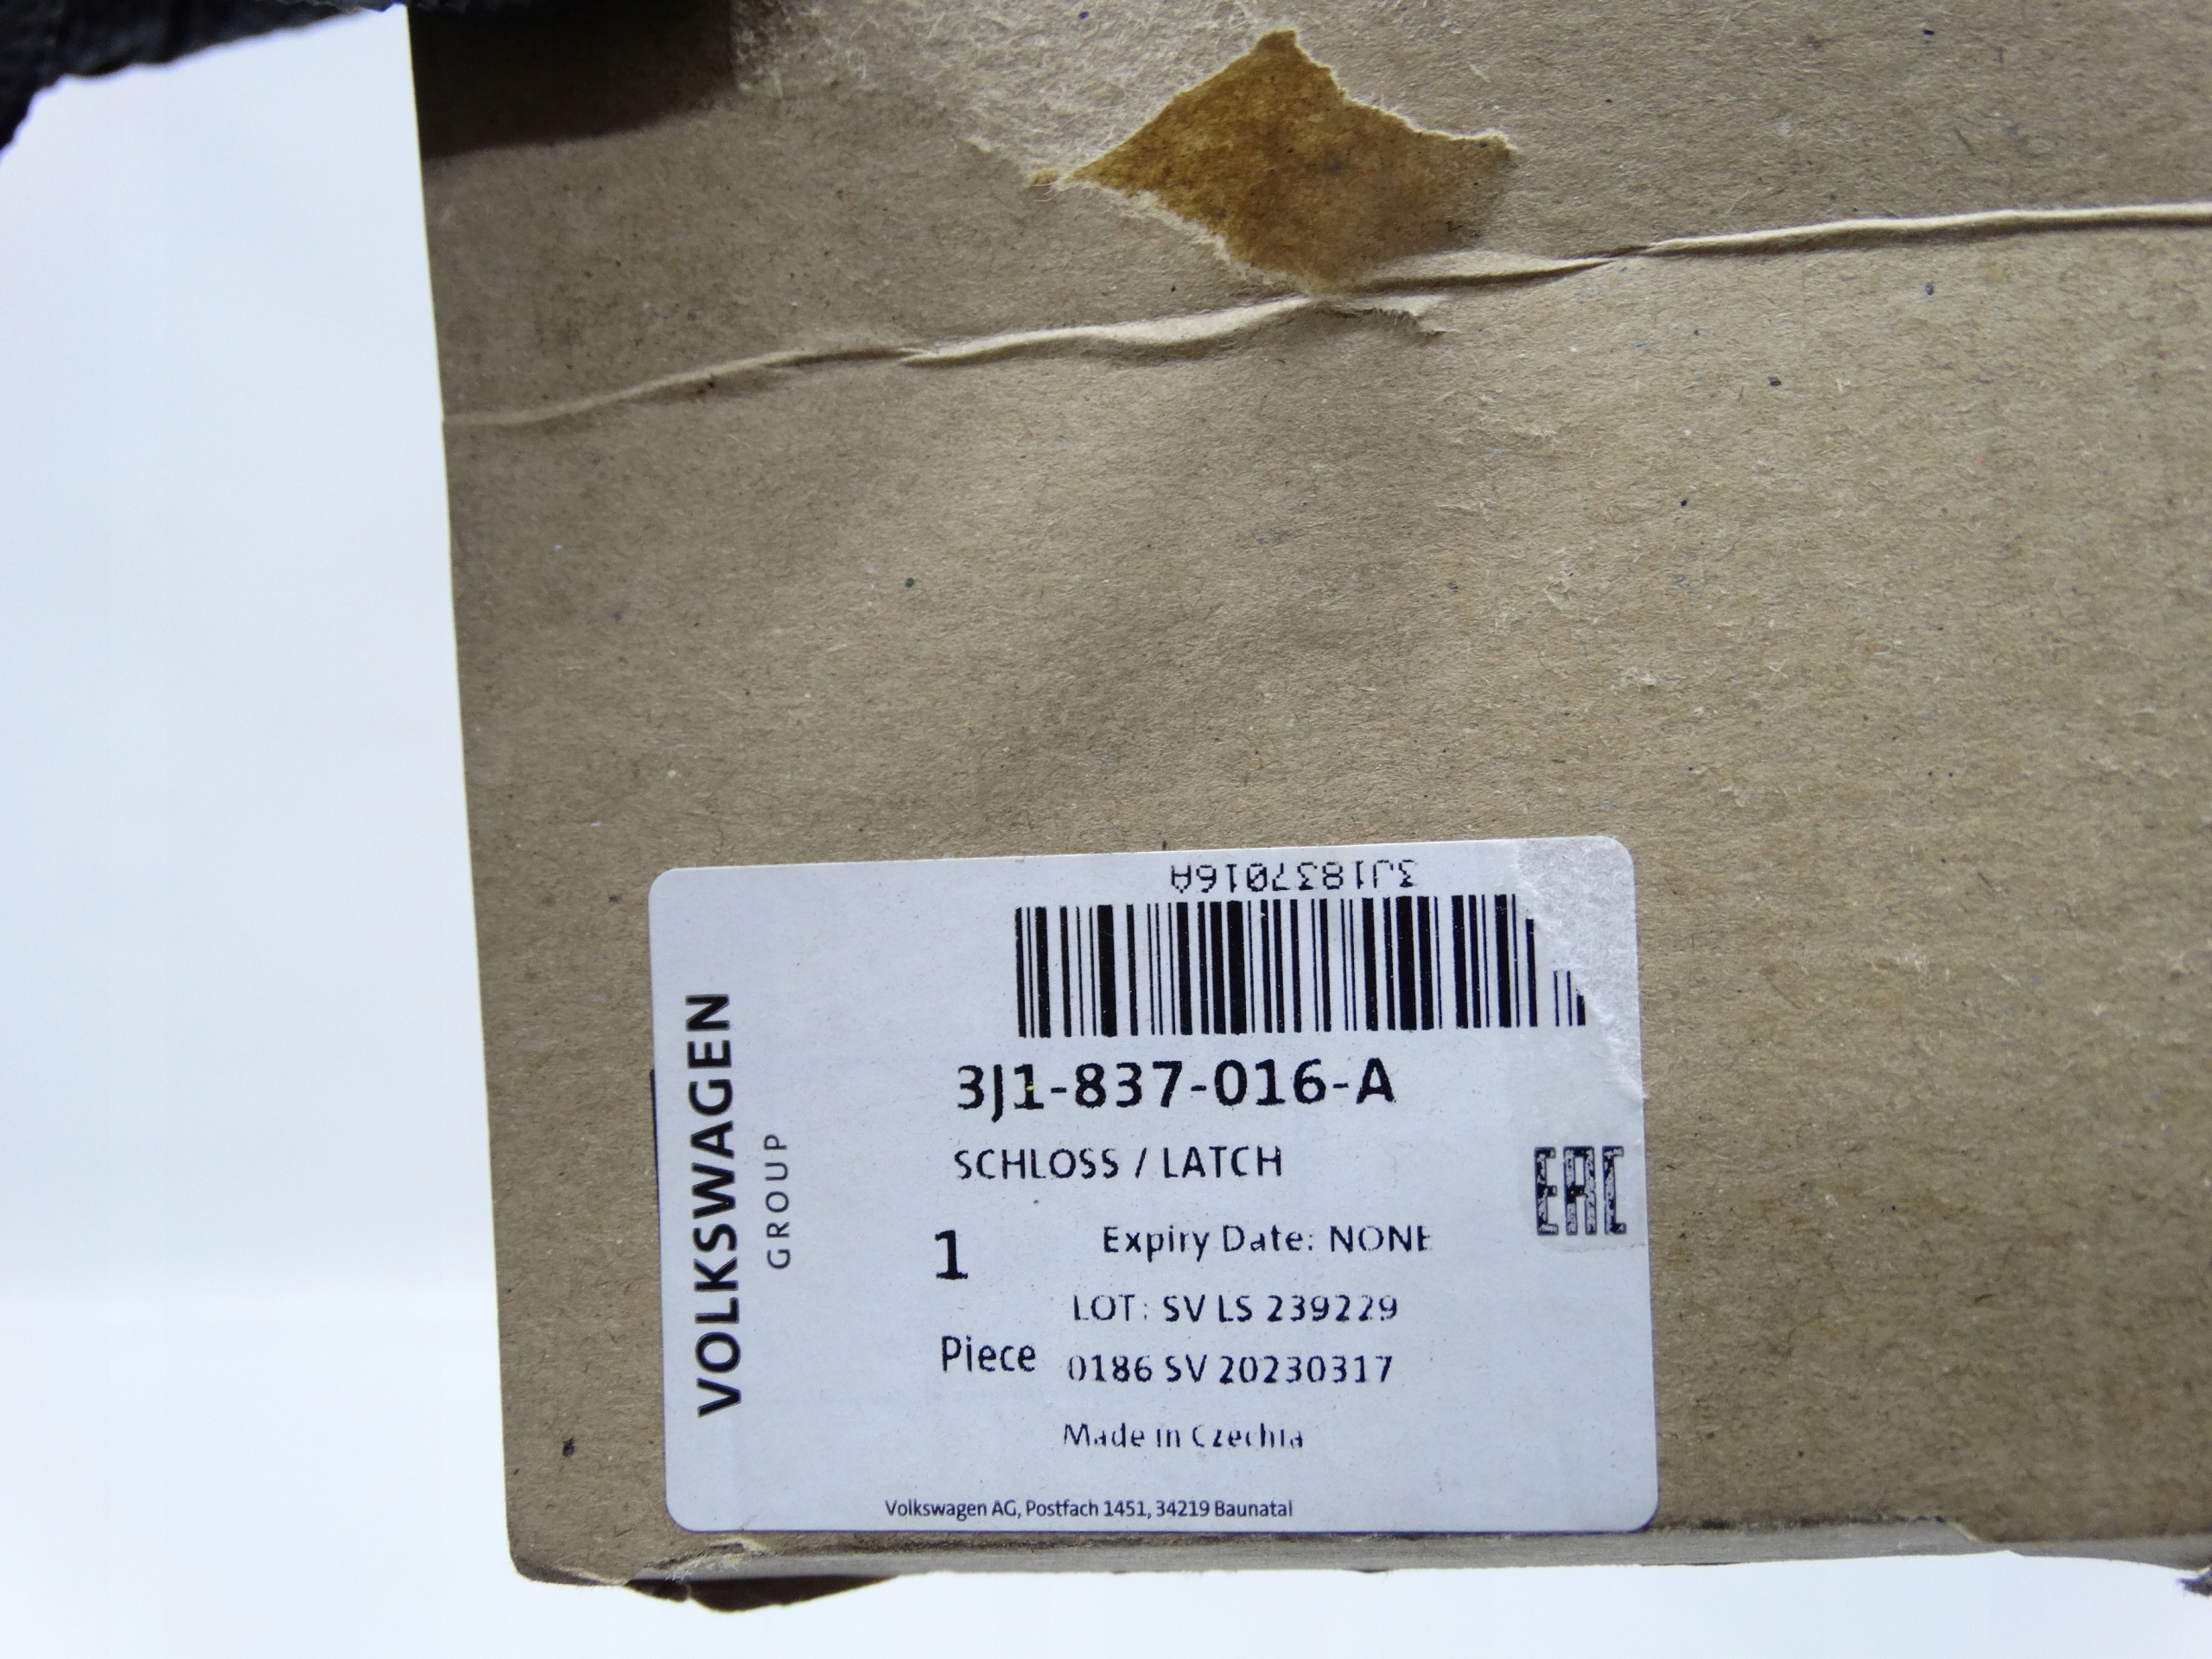 3J1837016A
3J1-837-016-A
SCHLOSS / LATCH
EAC
1
Expiry Date: NONE
LOT: SV LS 239229
Piece
0186 SV 20230317
Made in Czechia
Volkswagen AG, Postfach 1451, 34219 Baunatal
VOLKSWAGEN
GROUP